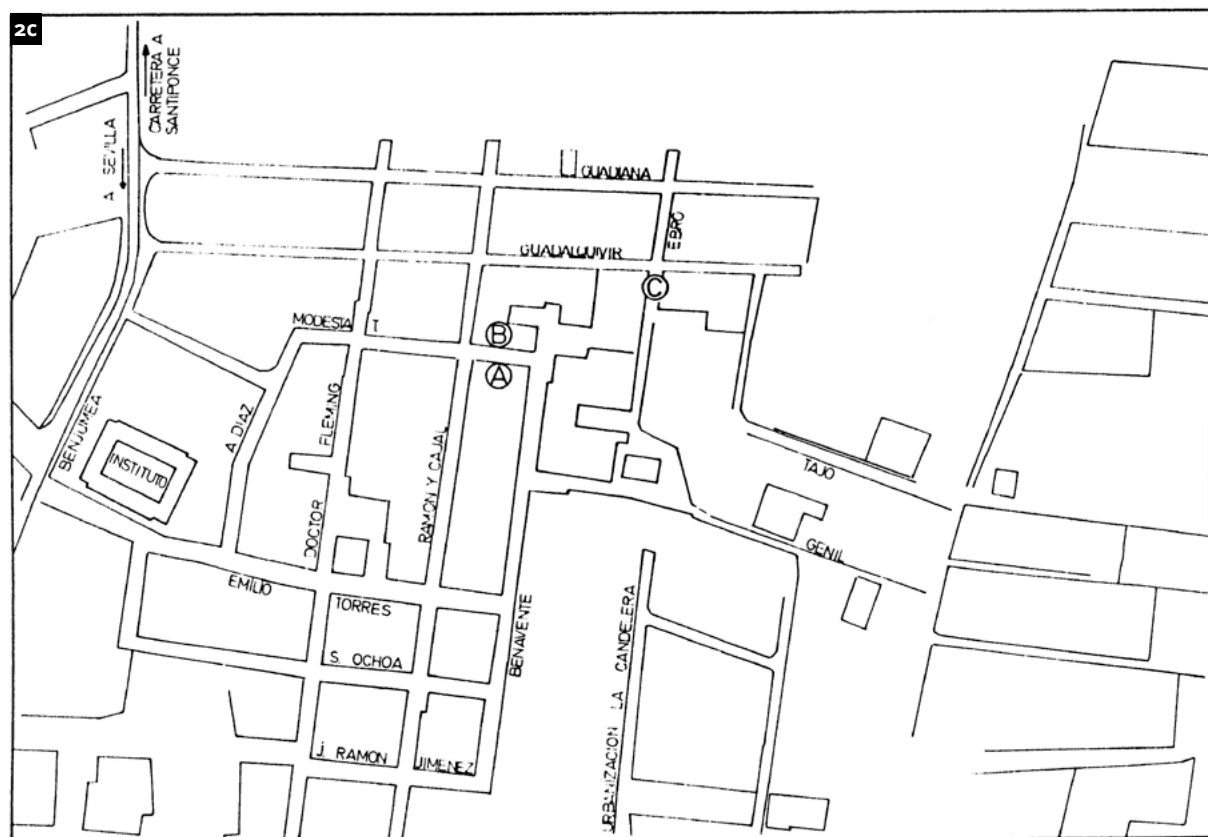 2C
CARRETERA A
SANTIPONCE
A SEVILLA
GUADIANA
EBRO
GUADALQUIVIR
C
MODESTA T.
B
A
BENJUMEA
INSTITUTO
A DIAZ
FLEMING
DOCTOR
RAMON Y CAJAL
TAJO
GENIL
EMILIO
TORRES
BENAVENTE
S. OCHOA
URBANIZACION LA CANDELERA
J. RAMON
JIMENEZ